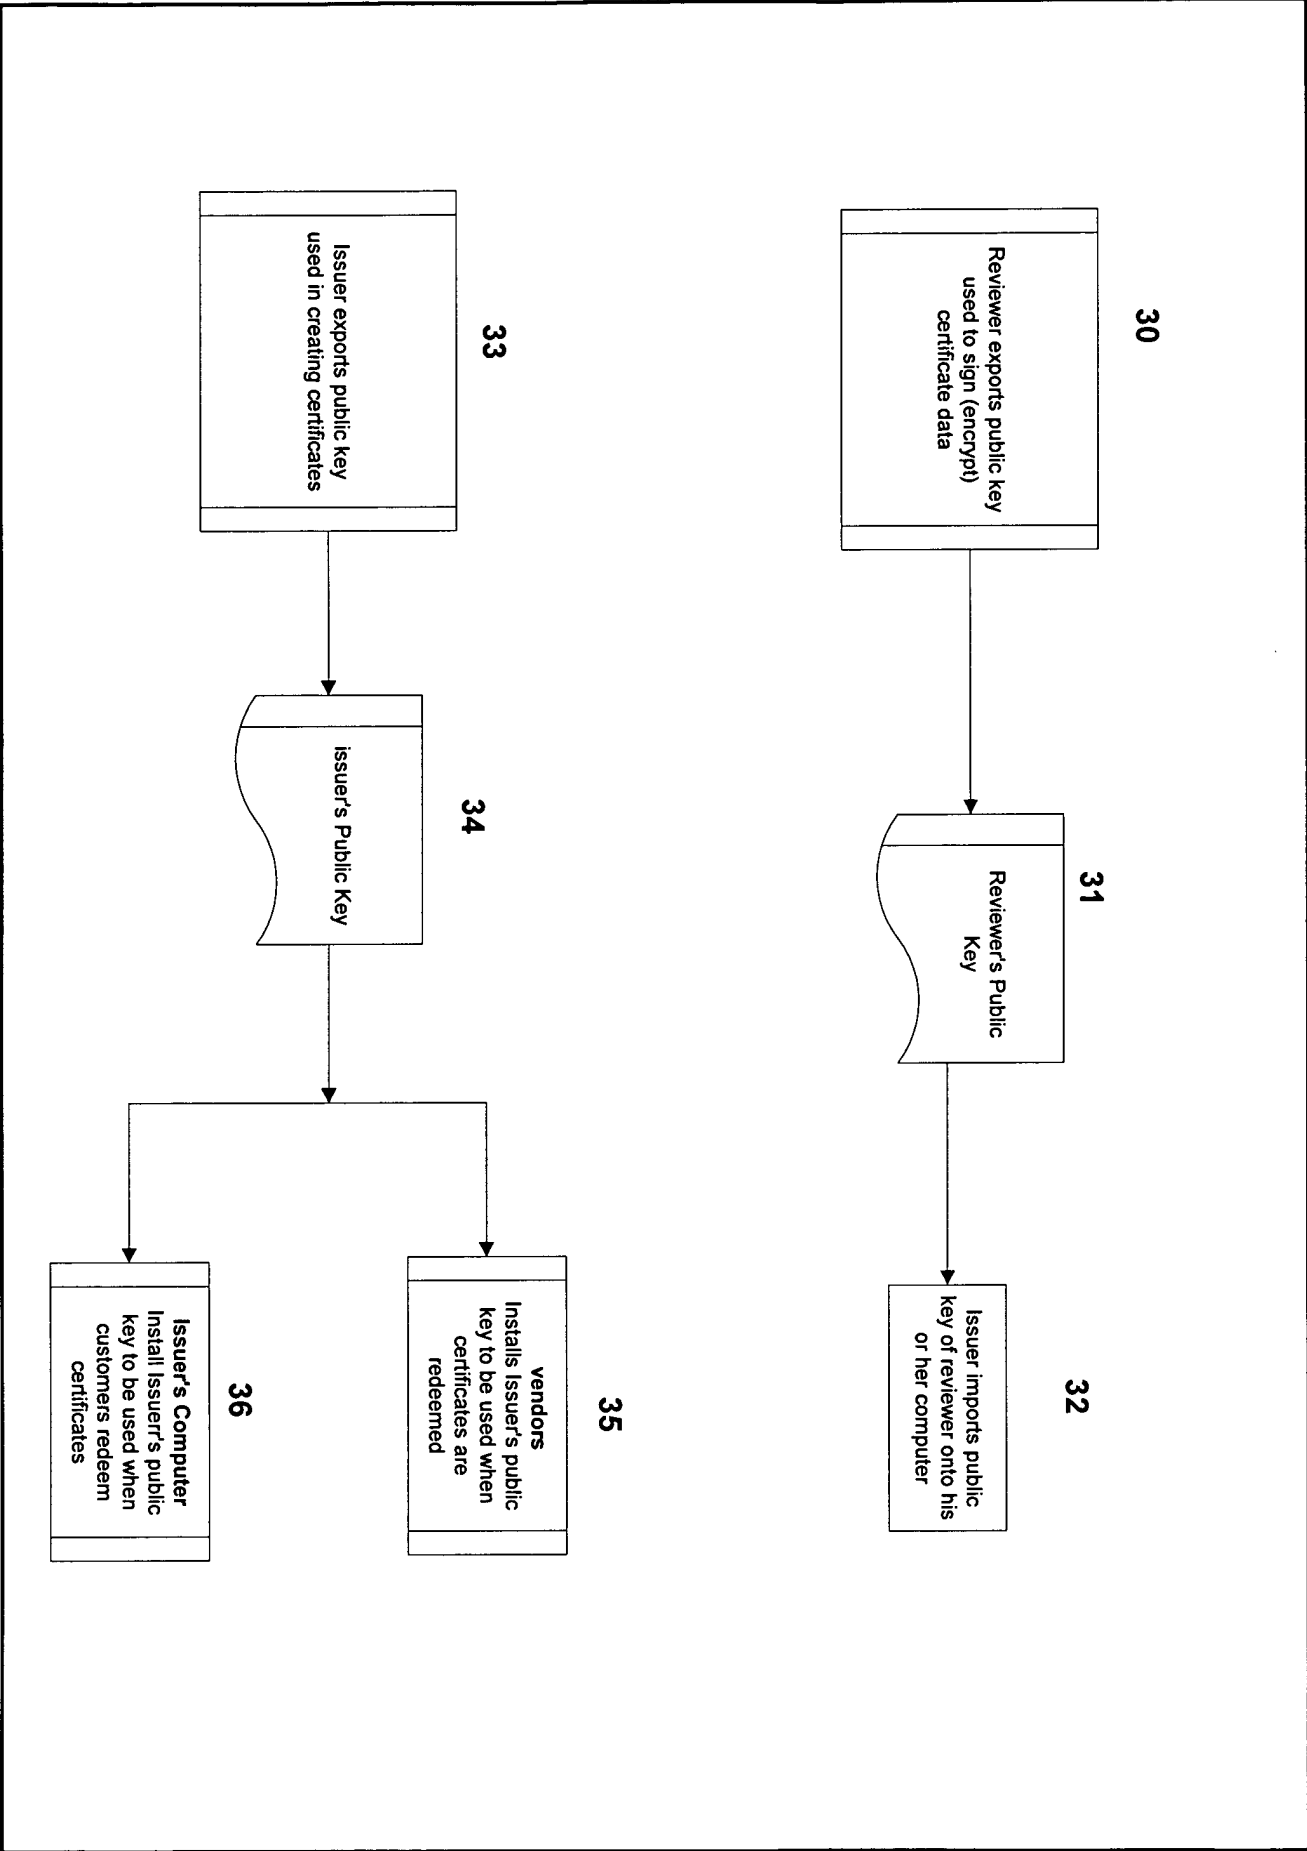 30
Reviewer exports public key
used to sign (encrypt)
certificate data
31
Reviewer's Public
Key
32
Issuer imports public
key of reviewer onto his
or her computer
33
Issuer exports public key
used in creating certificates
34
issuer's Public Key
35
vendors
Installs Issuer's public
key to be used when
certificates are
redeemed
36
Issuer's Computer
Install Issuerr's public
key to be used when
customers redeem
certificates